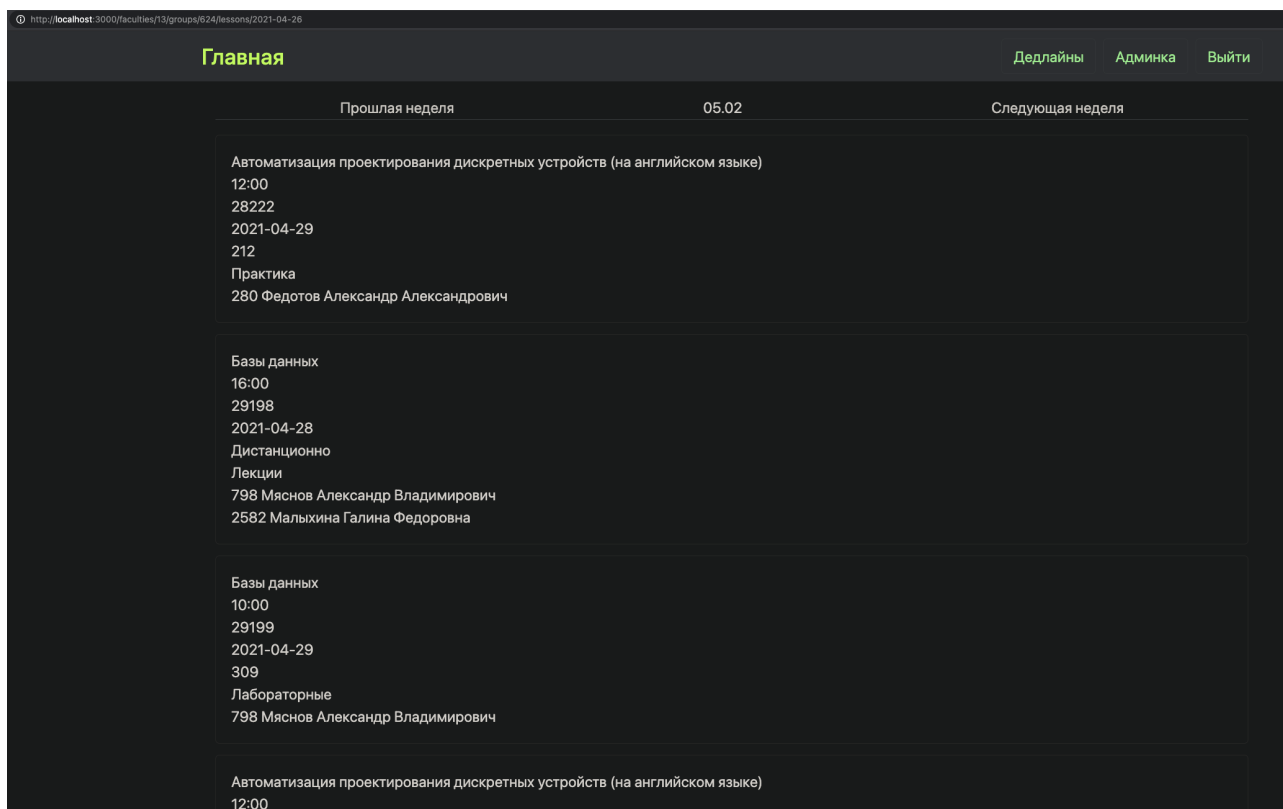 http://localhost:3000/faculties/13/groups/624/lessons/2021-04-26
Главная
Дедлайны Админка Выйти
Прошлая неделя 05.02 Следующая неделя
Автоматизация проектирования дискретных устройств (на английском языке)
12:00
28222
2021-04-29
212
Практика
280 Федотов Александр Александрович
Базы данных
16:00
29198
2021-04-28
Дистанционно
Лекции
798 Мяснов Александр Владимирович
2582 Малыхина Галина Федоровна
Базы данных
10:00
29199
2021-04-29
309
Лабораторные
798 Мяснов Александр Владимирович
Автоматизация проектирования дискретных устройств (на английском языке)
12:00